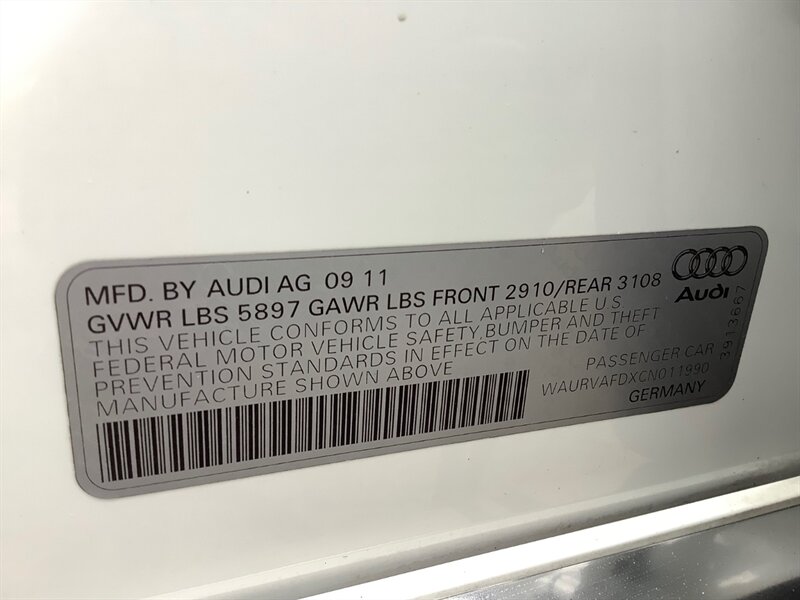 MFD. BY AUDI AG 09 11
GVWR LBS 5897 GAWR LBS FRONT 2910/REAR 3108
THIS VEHICLE CONFORMS TO ALL APPLICABLE U.S
FEDERAL MOTOR VEHICLE SAFETY, BUMPER AND THEFT
PREVENTION STANDARDS IN EFFECT ON THE DATE OF
MANUFACTURE SHOWN ABOVE
Audi
PASSENGER CAR
WAURVAFDXCN011990
GERMANY
3913667